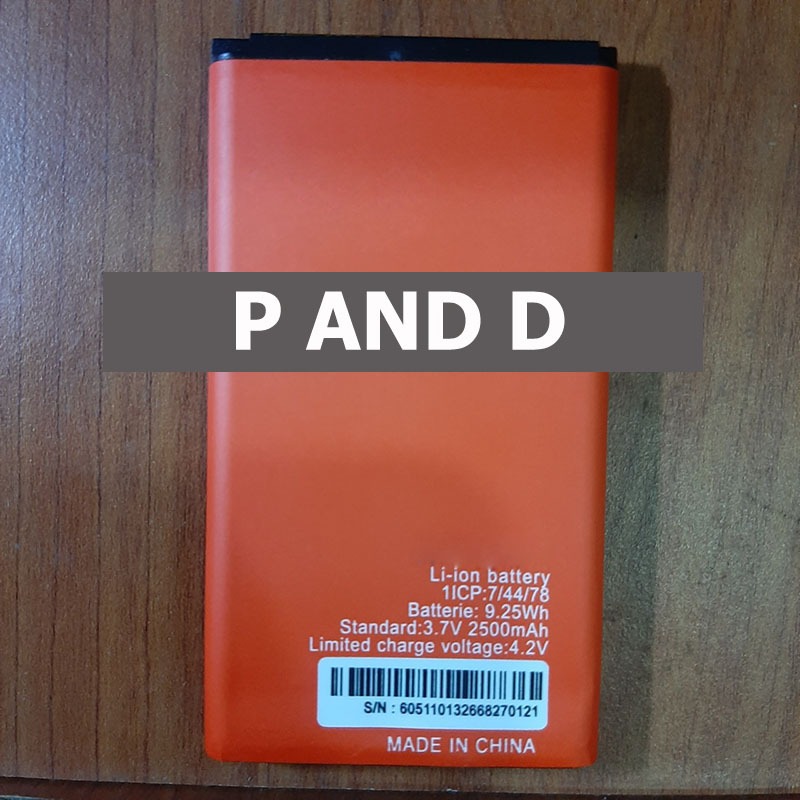 P AND D
Li-ion battery
1ICP:7/44/78
Batterie: 9.25Wh
Standard:3.7V 2500mAh
Limited charge voltage:4.2V
S/N : 605110132668270121
MADE IN CHINA